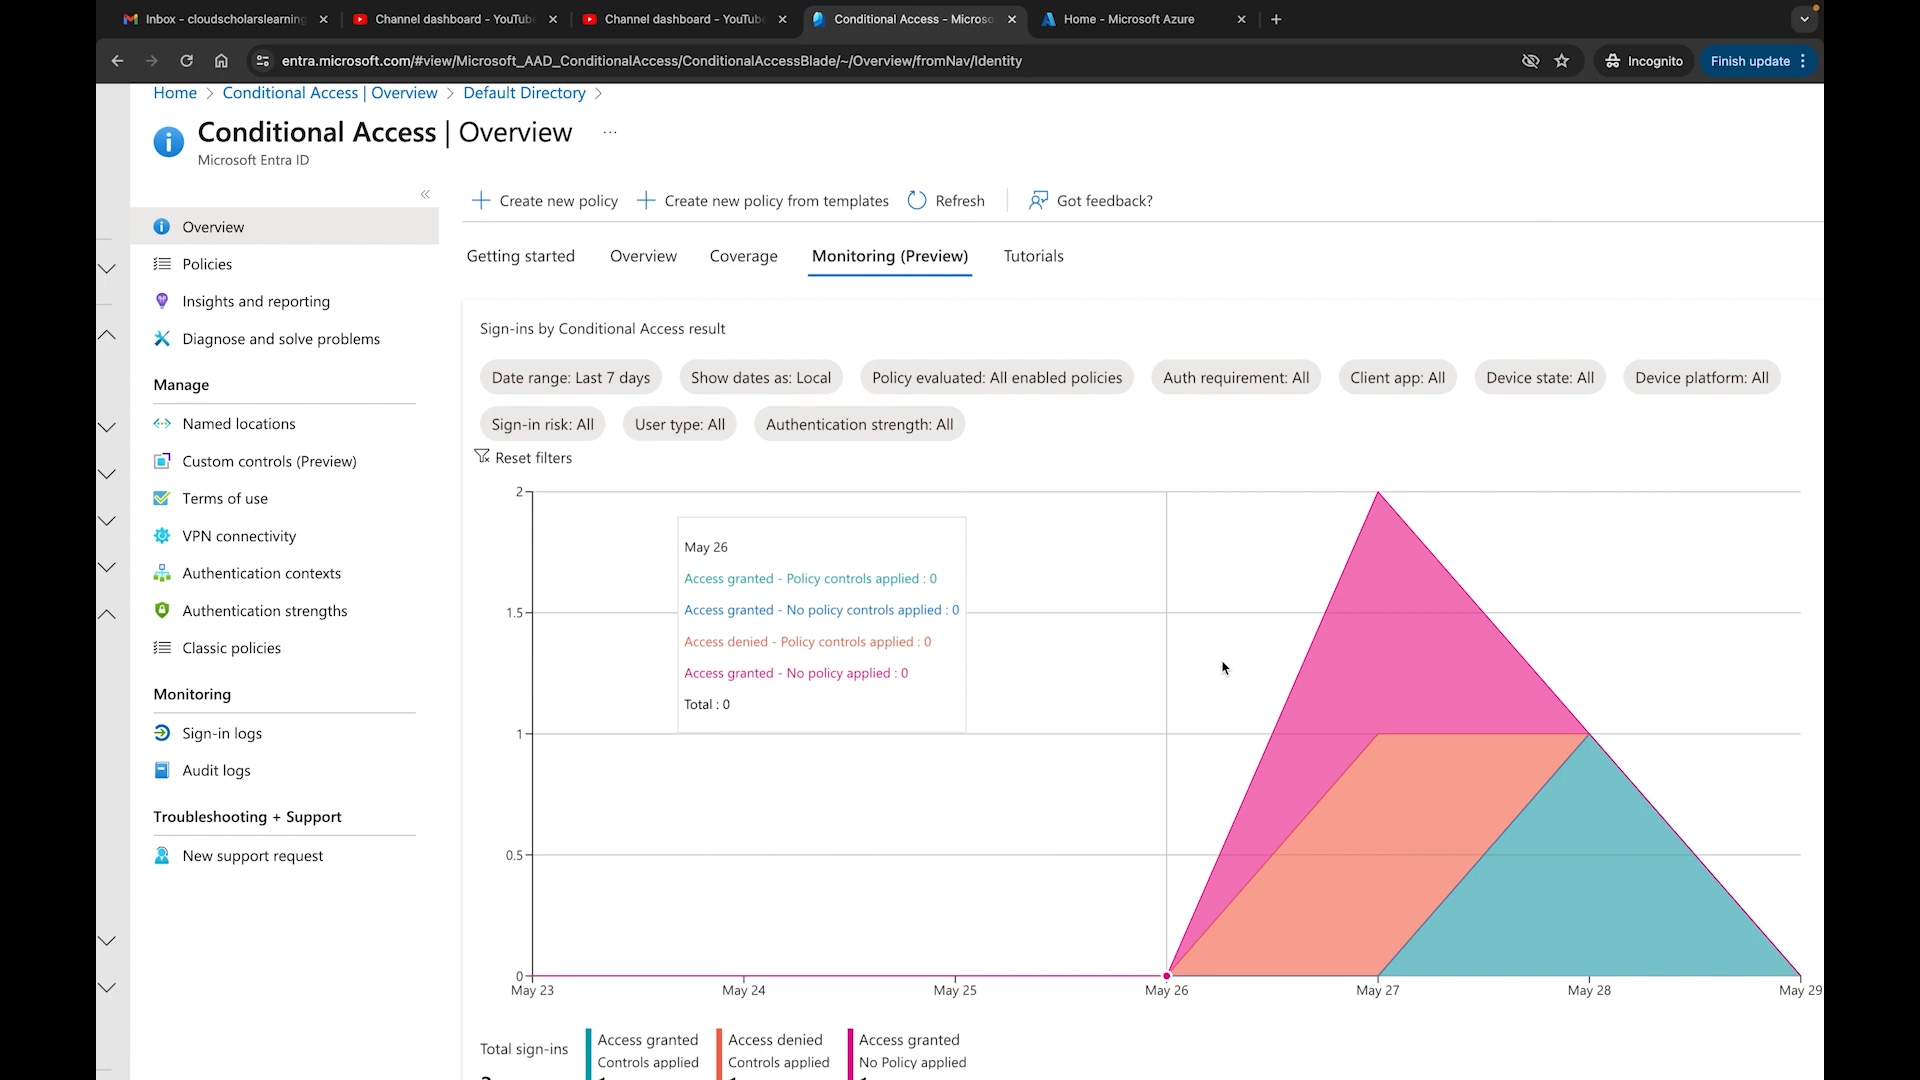 Inbox - cloudscholarslearning
Channel dashboard - YouTube
Channel dashboard - YouTube
Conditional Access - Microso
Home - Microsoft Azure
entra.microsoft.com/#view/Microsoft_AAD_ConditionalAccess/ConditionalAccessBlade/~/Overview/fromNav/Identity
Incognito
Finish update
Home > Conditional Access | Overview > Default Directory >
Conditional Access | Overview ...
Microsoft Entra ID
Overview
Policies
Insights and reporting
Diagnose and solve problems
Manage
Named locations
Custom controls (Preview)
Terms of use
VPN connectivity
Authentication contexts
Authentication strengths
Classic policies
Monitoring
Sign-in logs
Audit logs
Troubleshooting + Support
New support request
Create new policy
Create new policy from templates
Refresh
Got feedback?
Getting started
Overview
Coverage
Monitoring (Preview)
Tutorials
Sign-ins by Conditional Access result
Date range: Last 7 days
Show dates as: Local
Policy evaluated: All enabled policies
Auth requirement: All
Client app: All
Device state: All
Device platform: All
Sign-in risk: All
User type: All
Authentication strength: All
Reset filters
2
1.5
1
0.5
0
May 26
Access granted - Policy controls applied : 0
Access granted - No policy controls applied : 0
Access denied - Policy controls applied : 0
Access granted - No policy applied : 0
Total : 0
May 23
May 24
May 25
May 26
May 27
May 28
May 29
Total sign-ins
Access granted
Controls applied
Access denied
Controls applied
Access granted
No Policy applied